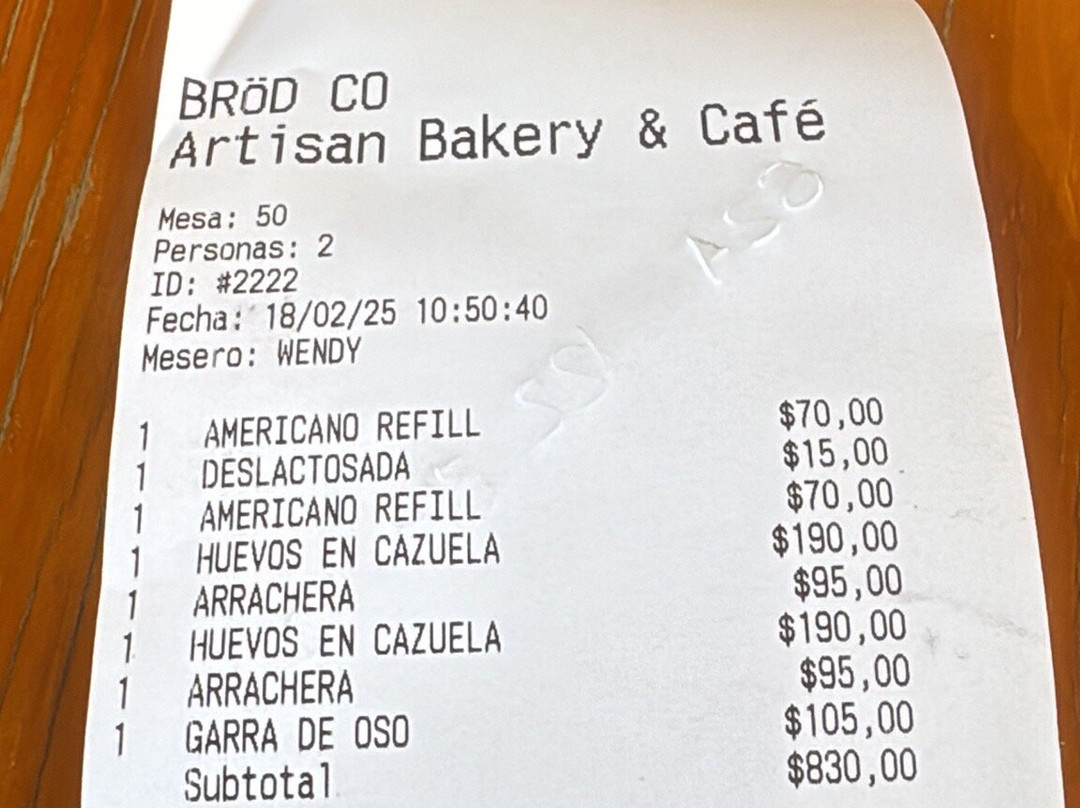 BRöD CO
Artisan Bakery & Café
Mesa: 50
Personas: 2
ID: #2222
Fecha: 18/02/25 10:50:40
Mesero: WENDY
1 AMERICANO REFILL $70,00
1 DESLACTOSADA $15,00
1 AMERICANO REFILL $70,00
1 HUEVOS EN CAZUELA $190,00
1 ARRACHERA $95,00
1 HUEVOS EN CAZUELA $190,00
1 ARRACHERA $95,00
1 GARRA DE OSO $105,00
Subtotal $830,00